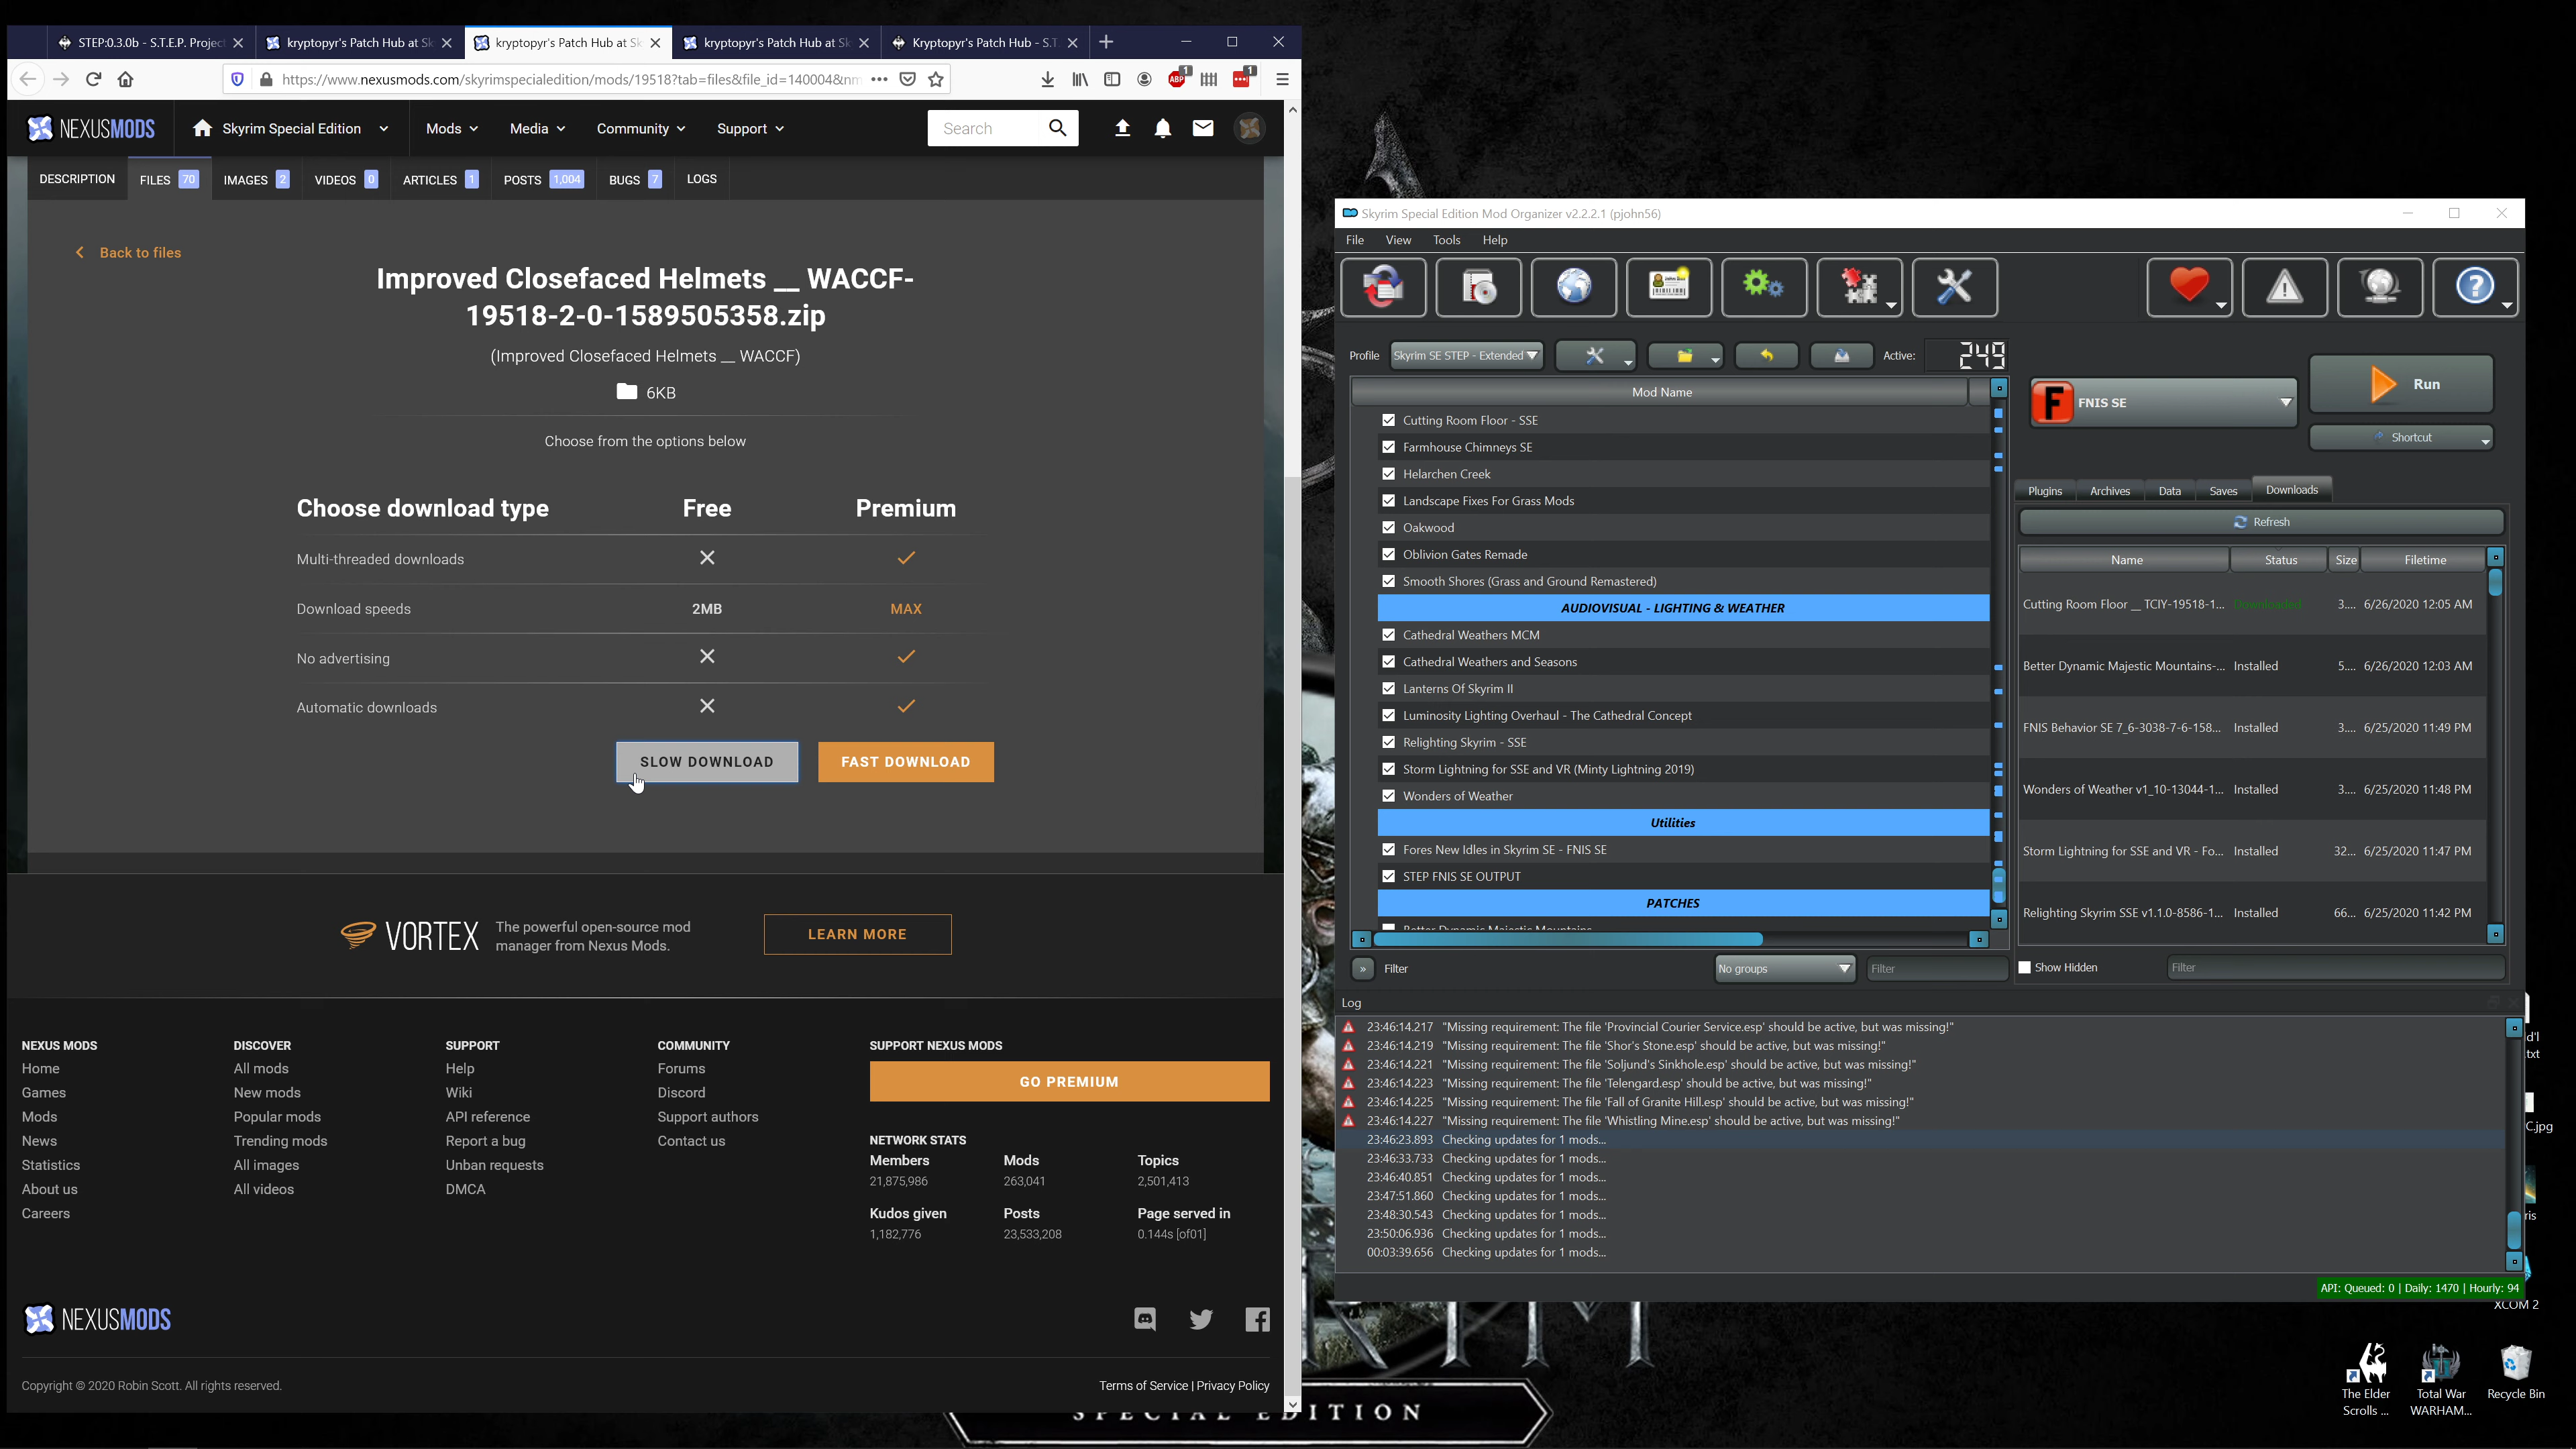 STEP:0.3.0b - S.T.E.P. Project
kryptopyr's Patch Hub at Sk
kryptopyr's Patch Hub at Sk
kryptopyr's Patch Hub at Sk
Kryptopyr's Patch Hub - S.T.
https://www.nexusmods.com/skyrimspecialedition/mods/19518?tab=files&file_id=140004&nm
ABP 1
1
NEXUSMODS
Skyrim Special Edition
Mods
Media
Community
Support
Search
DESCRIPTION
FILES 70
IMAGES 2
VIDEOS 0
ARTICLES 1
POSTS 1,004
BUGS 7
LOGS
Back to files
Improved Closefaced Helmets __ WACCF-
19518-2-0-1589505358.zip
(Improved Closefaced Helmets __ WACCF)
6KB
Choose from the options below
Choose download type Free Premium
Multi-threaded downloads
Download speeds 2MB MAX
No advertising
Automatic downloads
SLOW DOWNLOAD
FAST DOWNLOAD
VORTEX
The powerful open-source mod
manager from Nexus Mods.
LEARN MORE
NEXUS MODS
Home
Games
Mods
News
Statistics
About us
Careers
DISCOVER
All mods
New mods
Popular mods
Trending mods
All images
All videos
SUPPORT
Help
Wiki
API reference
Report a bug
Unban requests
DMCA
COMMUNITY
Forums
Discord
Support authors
Contact us
SUPPORT NEXUS MODS
GO PREMIUM
NETWORK STATS
Members Mods Topics
21,875,986 263,041 2,501,413
Kudos given Posts Page served in
1,182,776 23,533,208 0.144s [of01]
NEXUSMODS
Copyright © 2020 Robin Scott. All rights reserved.
Terms of Service | Privacy Policy
Skyrim Special Edition Mod Organizer v2.2.2.1 (pjohn56)
File View Tools Help
Profile
Skyrim SE STEP - Extended
Active: 249
Mod Name
Cutting Room Floor - SSE
Farmhouse Chimneys SE
Helarchen Creek
Landscape Fixes For Grass Mods
Oakwood
Oblivion Gates Remade
Smooth Shores (Grass and Ground Remastered)
AUDIOVISUAL - LIGHTING & WEATHER
Cathedral Weathers MCM
Cathedral Weathers and Seasons
Lanterns Of Skyrim II
Luminosity Lighting Overhaul - The Cathedral Concept
Relighting Skyrim - SSE
Storm Lightning for SSE and VR (Minty Lightning 2019)
Wonders of Weather
Utilities
Fores New Idles in Skyrim SE - FNIS SE
STEP FNIS SE OUTPUT
PATCHES
Better Dynamic Majestic Mountains
Filter
No groups
Filter
F FNIS SE
Run
Shortcut
Plugins Archives Data Saves Downloads
Refresh
Name Status Size Filetime
Cutting Room Floor __ TCIY-19518-1... Downloaded 3.... 6/26/2020 12:05 AM
Better Dynamic Majestic Mountains-... Installed 5.... 6/26/2020 12:03 AM
FNIS Behavior SE 7_6-3038-7-6-158... Installed 3.... 6/25/2020 11:49 PM
Wonders of Weather v1_10-13044-1... Installed 3.... 6/25/2020 11:48 PM
Storm Lightning for SSE and VR - Fo... Installed 32... 6/25/2020 11:47 PM
Relighting Skyrim SE v1.1.0-8586-1... Installed 66... 6/25/2020 11:42 PM
Show Hidden
Filter
Log
23:46:14.217 "Missing requirement: The file 'Provincial Courier Service.esp' should be active, but was missing!"
23:46:14.219 "Missing requirement: The file 'Shor's Stone.esp' should be active, but was missing!"
23:46:14.221 "Missing requirement: The file 'Soljund's Sinkhole.esp' should be active, but was missing!"
23:46:14.223 "Missing requirement: The file 'Telengard.esp' should be active, but was missing!"
23:46:14.225 "Missing requirement: The file 'Fall of Granite Hill.esp' should be active, but was missing!"
23:46:14.227 "Missing requirement: The file 'Whistling Mine.esp' should be active, but was missing!"
23:46:23.893 Checking updates for 1 mods...
23:46:33.733 Checking updates for 1 mods...
23:46:40.851 Checking updates for 1 mods...
23:47:51.860 Checking updates for 1 mods...
23:48:30.543 Checking updates for 1 mods...
23:50:06.936 Checking updates for 1 mods...
00:03:39.656 Checking updates for 1 mods...
API: Queued: 0 | Daily: 1470 | Hourly: 94
d'l
.txt
C.jpg
ris
XCOM 2
The Elder
Scrolls ...
Total War
WARHAM...
Recycle Bin
SPECIAL EDITION